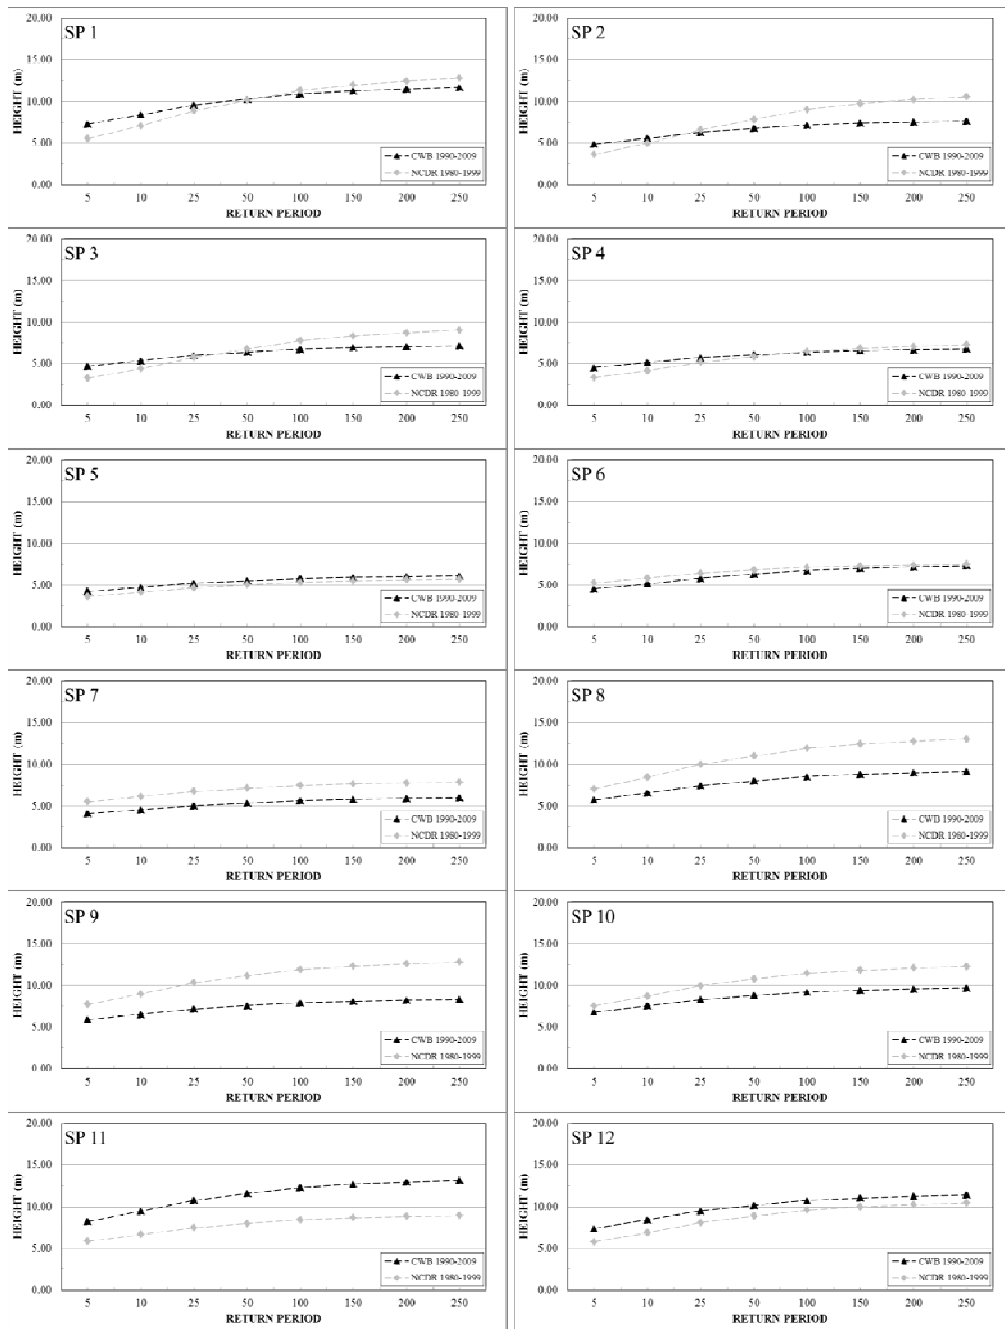 SP 1
HEIGHT (m)
20.00
15.00
10.00
5.00
0.00
5 10 25 50 100 150 200 250
RETURN PERIOD
CWB 1990-2009
NCDR 1980-1999
SP 2
HEIGHT (m)
20.00
15.00
10.00
5.00
0.00
5 10 25 50 100 150 200 250
RETURN PERIOD
CWB 1990-2009
NCDR 1980-1999
SP 3
HEIGHT (m)
20.00
15.00
10.00
5.00
0.00
5 10 25 50 100 150 200 250
RETURN PERIOD
CWB 1990-2009
NCDR 1980-1999
SP 4
HEIGHT (m)
20.00
15.00
10.00
5.00
0.00
5 10 25 50 100 150 200 250
RETURN PERIOD
CWB 1990-2009
NCDR 1980-1999
SP 5
HEIGHT (m)
20.00
15.00
10.00
5.00
0.00
5 10 25 50 100 150 200 250
RETURN PERIOD
CWB 1990-2009
NCDR 1980-1999
SP 6
HEIGHT (m)
20.00
15.00
10.00
5.00
0.00
5 10 25 50 100 150 200 250
RETURN PERIOD
CWB 1990-2009
NCDR 1980-1999
SP 7
HEIGHT (m)
20.00
15.00
10.00
5.00
0.00
5 10 25 50 100 150 200 250
RETURN PERIOD
CWB 1990-2009
NCDR 1980-1999
SP 8
HEIGHT (m)
20.00
15.00
10.00
5.00
0.00
5 10 25 50 100 150 200 250
RETURN PERIOD
CWB 1990-2009
NCDR 1980-1999
SP 9
HEIGHT (m)
20.00
15.00
10.00
5.00
0.00
5 10 25 50 100 150 200 250
RETURN PERIOD
CWB 1990-2009
NCDR 1980-1999
SP 10
HEIGHT (m)
20.00
15.00
10.00
5.00
0.00
5 10 25 50 100 150 200 250
RETURN PERIOD
CWB 1990-2009
NCDR 1980-1999
SP 11
HEIGHT (m)
20.00
15.00
10.00
5.00
0.00
5 10 25 50 100 150 200 250
RETURN PERIOD
CWB 1990-2009
NCDR 1980-1999
SP 12
HEIGHT (m)
20.00
15.00
10.00
5.00
0.00
5 10 25 50 100 150 200 250
RETURN PERIOD
CWB 1990-2009
NCDR 1980-1999